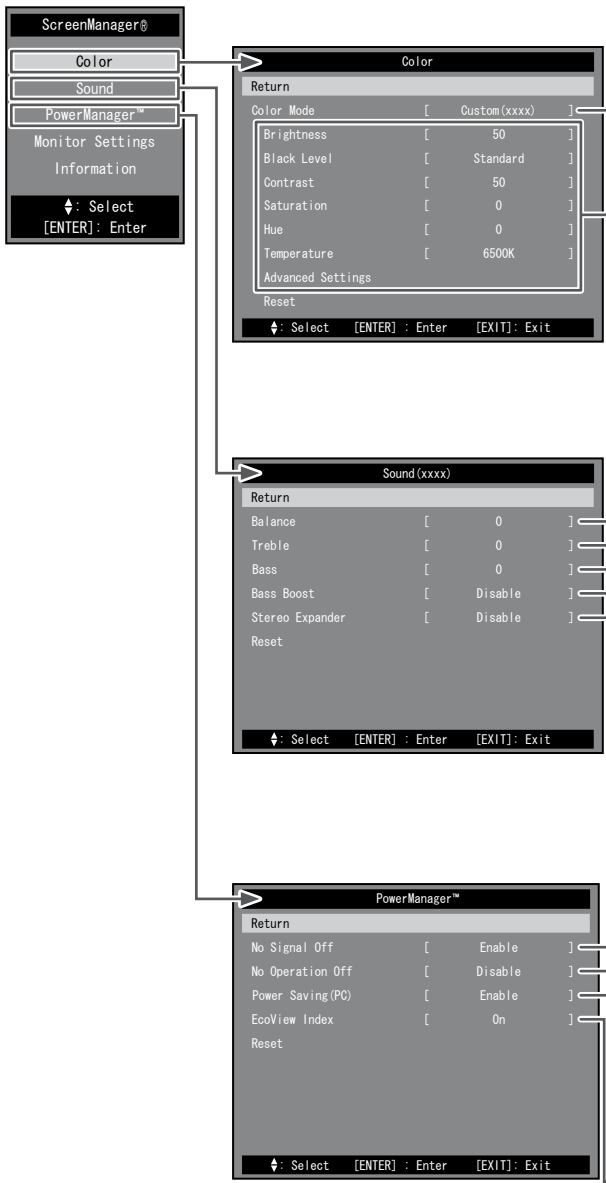 ScreenManager®
Color
Sound
PowerManager™
Monitor Settings
Information
: Select
[ENTER]: Enter
Color
Return
Color Mode [ Custom(xxxx) ]
Brightness [ 50 ]
Black Level [ Standard ]
Contrast [ 50 ]
Saturation [ 0 ]
Hue [ 0 ]
Temperature [ 6500K ]
Advanced Settings
Reset
: Select [ENTER] : Enter [EXIT]: Exit
Sound(xxxx)
Return
Balance [ 0 ]
Treble [ 0 ]
Bass [ 0 ]
Bass Boost [ Disable ]
Stereo Expander [ Disable ]
Reset
: Select [ENTER] : Enter [EXIT]: Exit
PowerManager™
Return
No Signal Off [ Enable ]
No Operation Off [ Disable ]
Power Saving(PC) [ Enable ]
EcoView Index [ On ]
Reset
: Select [ENTER] : Enter [EXIT]: Exit